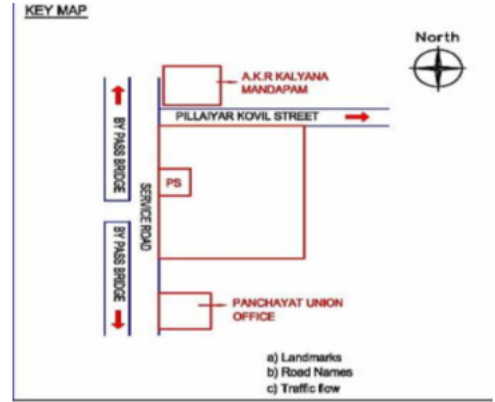 KEY MAP
North
A.K.R KALYANA
MANDAPAM
PILLAIYAR KOVIL STREET
BY PASS BRIDGE
SERVICE ROAD
PS
BY PASS BRIDGE
PANCHAYAT UNION
OFFICE
a) Landmarks
b) Road Names
c) Traffic flow